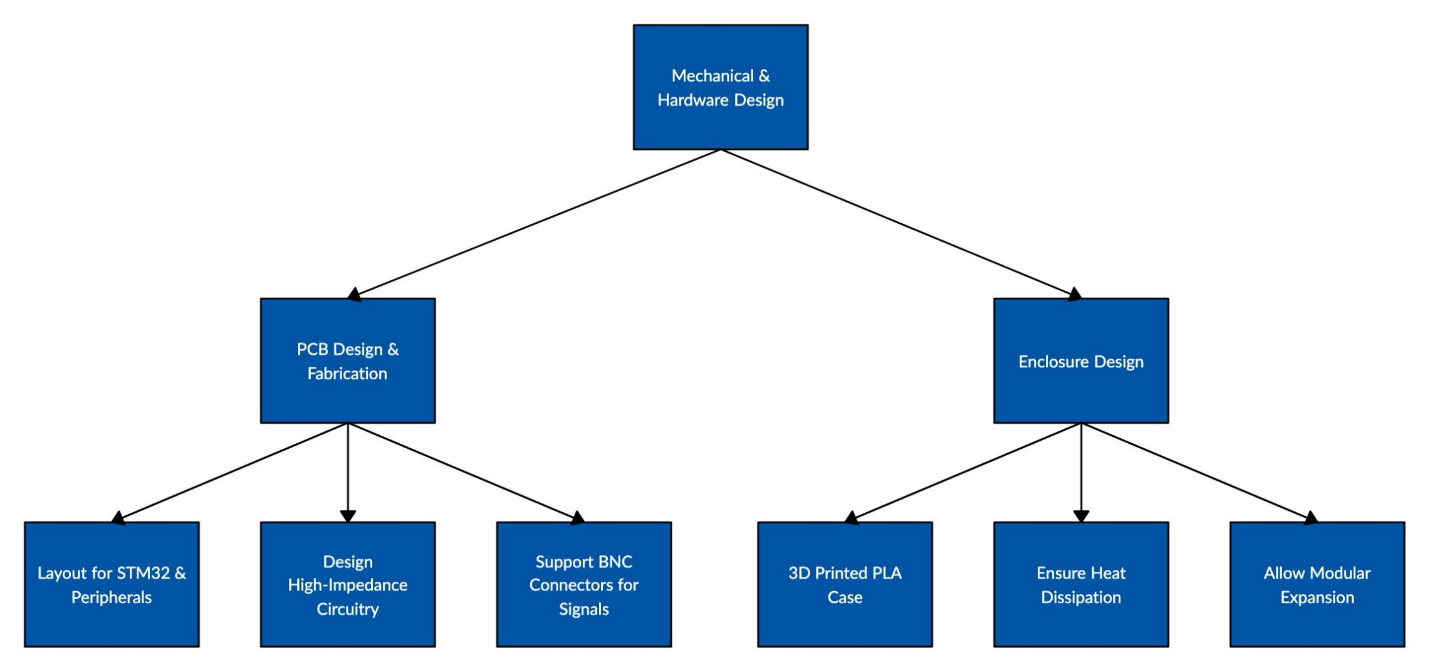 Mechanical &
Hardware Design
PCB Design &
Fabrication
Enclosure Design
Layout for STM32 &
Peripherals
Design
High-Impedance
Circuitry
Support BNC
Connectors for
Signals
3D Printed PLA
Case
Ensure Heat
Dissipation
Allow Modular
Expansion